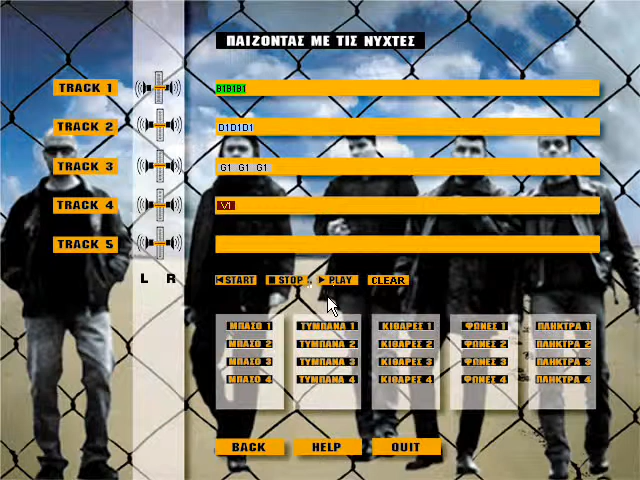 ΠΑΙΖΟΝΤΑΣ ΜΕ ΤΙΣ ΝΥΧΤΕΣ
TRACK 1 B1B1B1
TRACK 2 D1D1D1
TRACK 3 G1 G1 G1
TRACK 4 V1
TRACK 5
L R START STOP PLAY CLEAR
ΜΠΑΣΟ 1 ΤΥΜΠΑΝΑ 1 ΚΙΘΑΡΕΣ 1 ΦΩΝΕΣ 1 ΠΛΗΚΤΡΑ 1
ΜΠΑΣΟ 2 ΤΥΜΠΑΝΑ 2 ΚΙΘΑΡΕΣ 2 ΦΩΝΕΣ 2 ΠΛΗΚΤΡΑ 2
ΜΠΑΣΟ 3 ΤΥΜΠΑΝΑ 3 ΚΙΘΑΡΕΣ 3 ΦΩΝΕΣ 3 ΠΛΗΚΤΡΑ 3
ΜΠΑΣΟ 4 ΤΥΜΠΑΝΑ 4 ΚΙΘΑΡΕΣ 4 ΦΩΝΕΣ 4 ΠΛΗΚΤΡΑ 4
BACK HELP QUIT